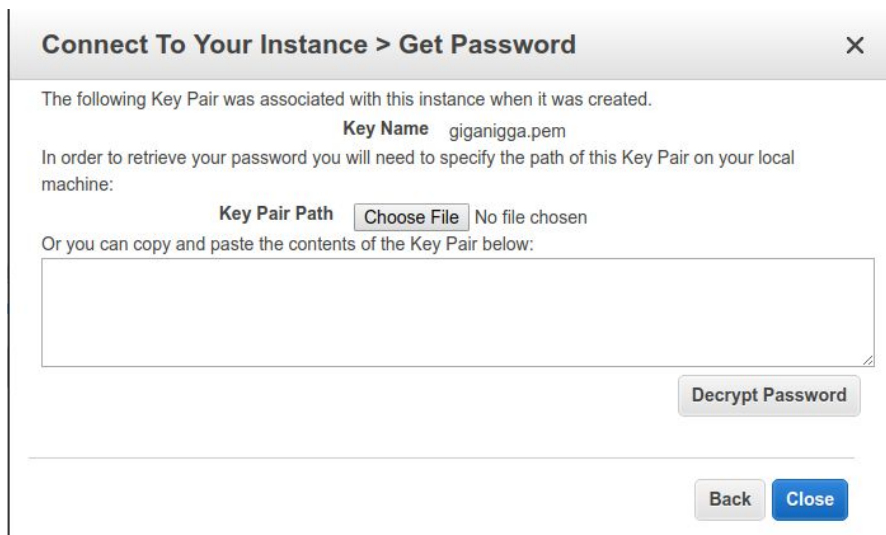 Connect To Your Instance > Get Password
The following Key Pair was associated with this instance when it was created.
Key Name giganigga.pem
In order to retrieve your password you will need to specify the path of this Key Pair on your local
machine:
Key Pair Path Choose File No file chosen
Or you can copy and paste the contents of the Key Pair below:
Decrypt Password
Back Close